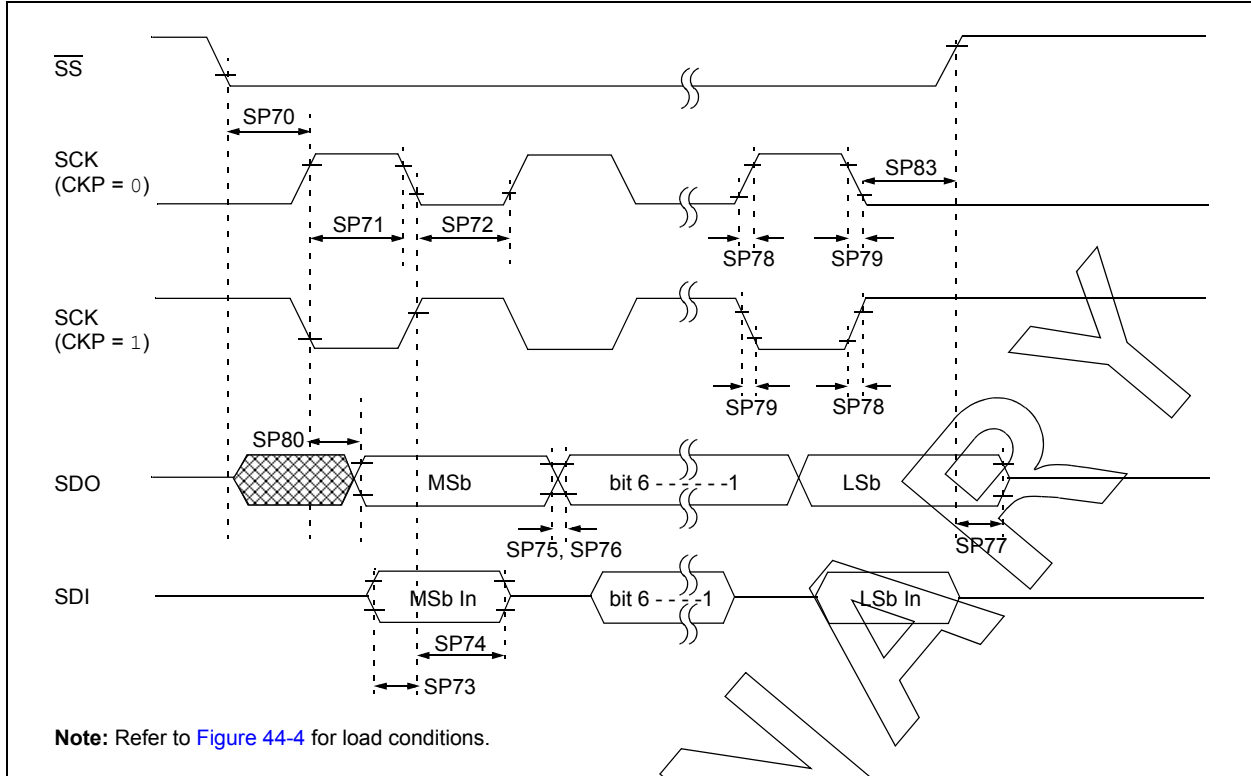 SS
SP70
SCK
(CKP = 0)
SP83
SP71
SP72
SP78
SP79
SCK
(CKP = 1)
SP79
SP78
SP80
SDO
MSb
bit 6 - - - - - -1
LSb
SP75, SP76
SP77
SDI
MSb In
bit 6 - - - -1
LSb In
SP74
SP73
Note: Refer to Figure 44-4 for load conditions.